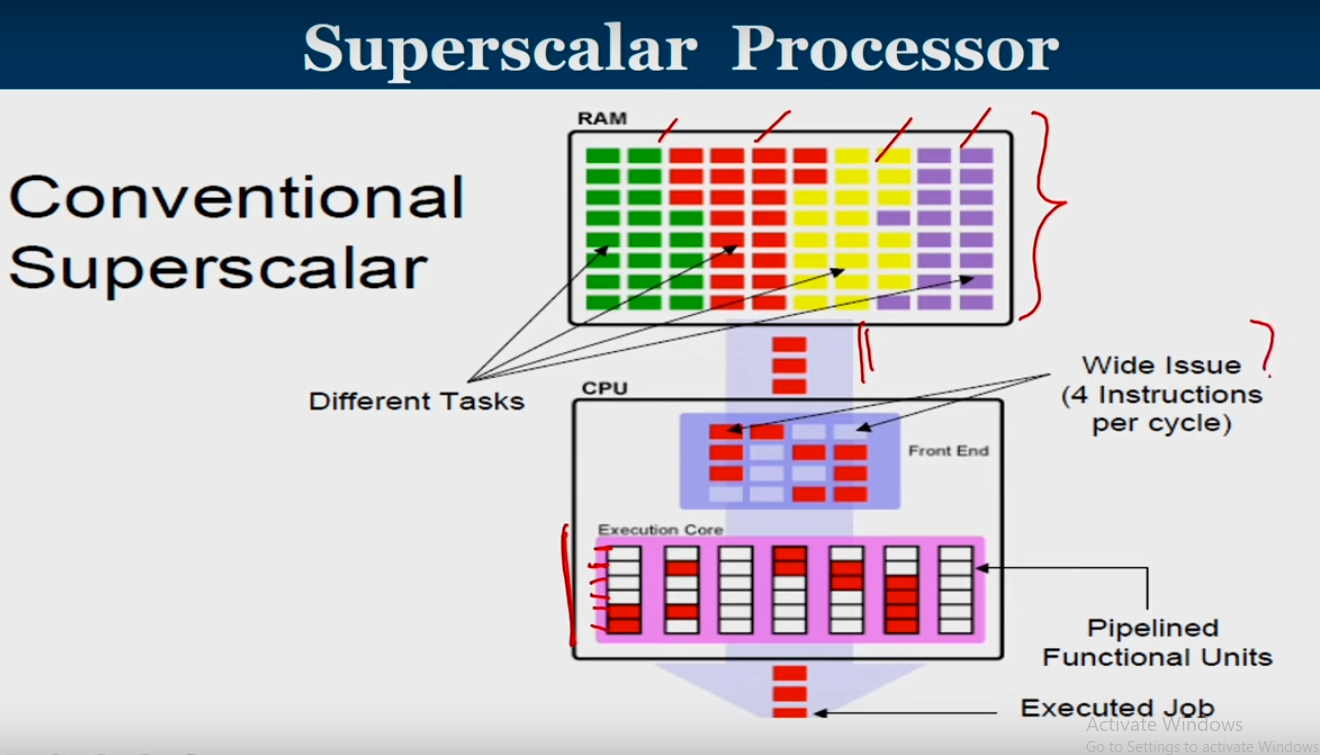 Superscalar Processor
RAM
Conventional
Superscalar
Different Tasks
CPU
Wide Issue
(4 Instructions
per cycle)
Front End
Execution Core
Pipelined
Functional Units
Executed Job
Activate Windows
Go to Settings to activate Windows